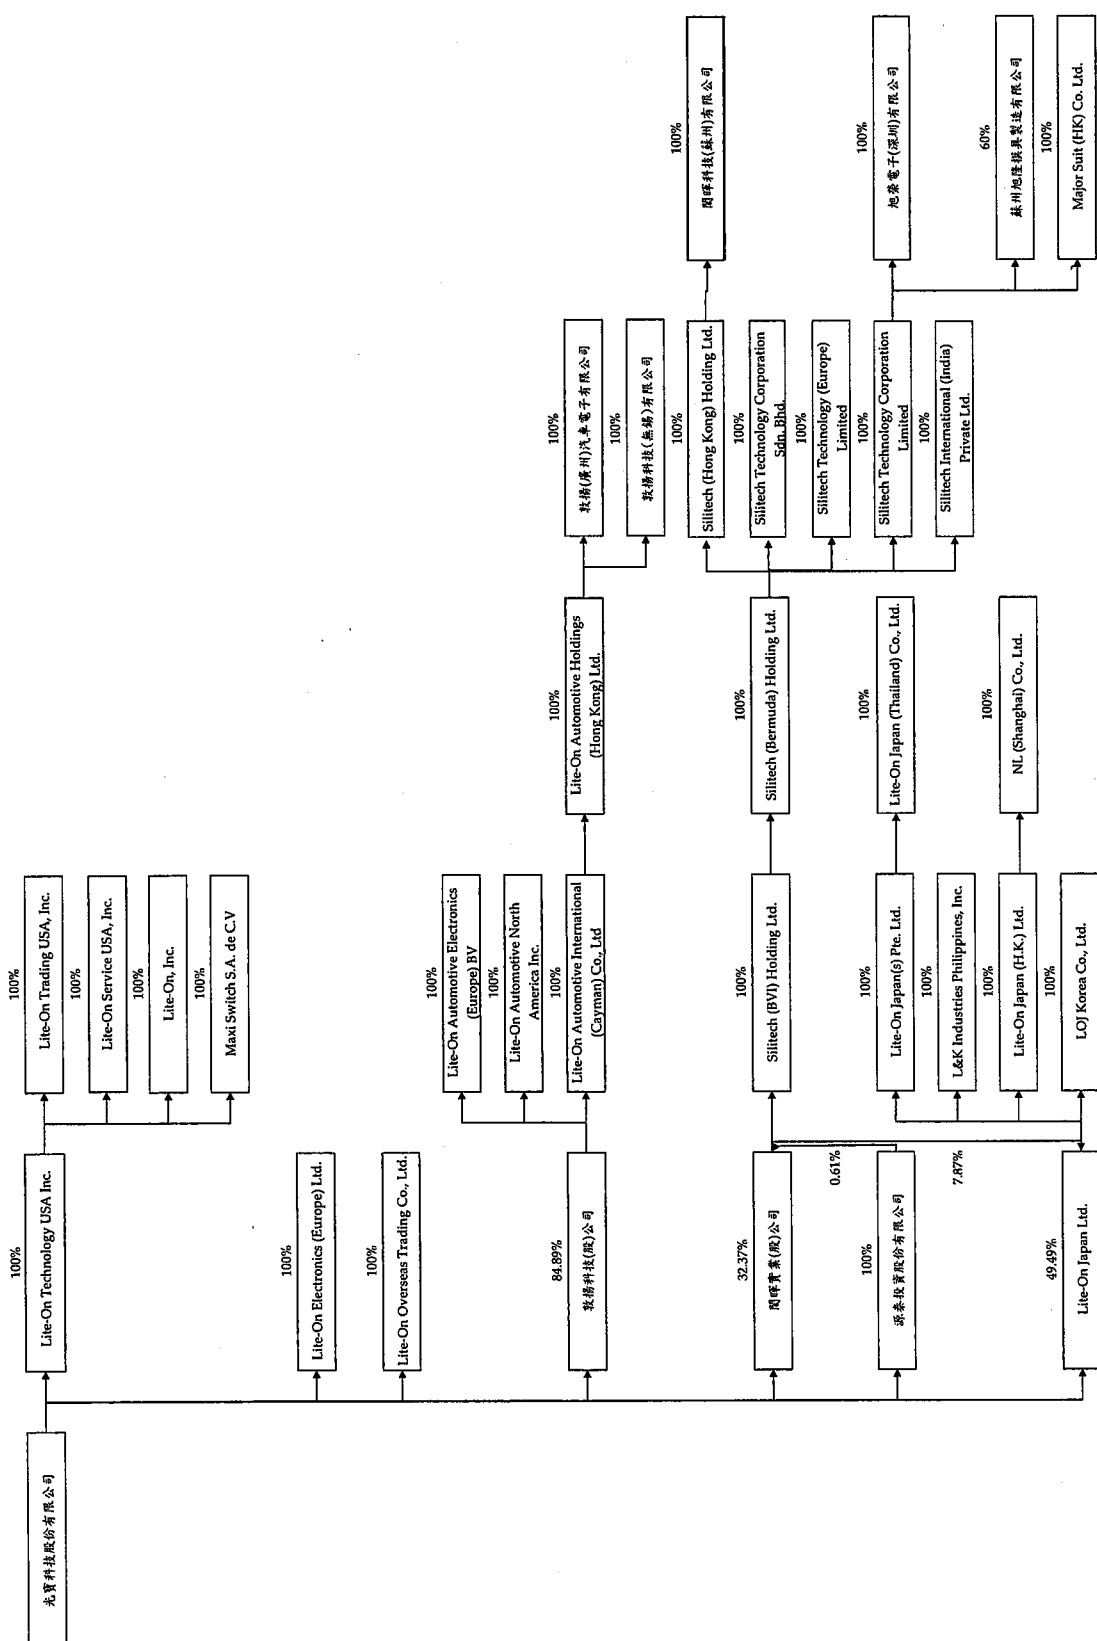 光寶科技股份有限公司
100%
Lite-On Technology USA Inc.
100%
Lite-On Trading USA, Inc.
100%
Lite-On Service USA, Inc.
100%
Lite-On, Inc.
100%
Maxi Switch S.A. de C.V
100%
Lite-On Electronics (Europe) Ltd.
100%
Lite-On Overseas Trading Co., Ltd.
84.89%
敦揚科技(股)公司
100%
Lite-On Automotive Electronics
(Europe) BV
100%
Lite-On Automotive North
America Inc.
100%
Lite-On Automotive International
(Cayman) Co., Ltd
100%
Lite-On Automotive Holdings
(Hong Kong) Ltd.
100%
敦揚(廣州)汽車電子有限公司
100%
敦揚科技(無錫)有限公司
32.37%
閎暉實業(股)公司
100%
Silitech (BVI) Holding Ltd.
100%
Silitech (Bermuda) Holding Ltd.
100%
Silitech (Hong Kong) Holding Ltd.
100%
閎暉科技(蘇州)有限公司
100%
Silitech Technology Corporation
Sdn. Bhd.
100%
Silitech Technology (Europe)
Limited
100%
Silitech Technology Corporation
Limited
100%
旭榮電子(深圳)有限公司
60%
蘇州旭隆模具製造有限公司
100%
Major Suit (HK) Co. Ltd.
100%
Silitech International (India)
Private Ltd.
0.61%
100%
源泰投資股份有限公司
7.87%
49.49%
Lite-On Japan Ltd.
100%
Lite-On Japan(s) Pte. Ltd.
100%
Lite-On Japan (Thailand) Co., Ltd.
100%
L&K Industries Philippines, Inc.
100%
Lite-On Japan (H.K.) Ltd.
100%
NL (Shanghai) Co., Ltd.
100%
LOJ Korea Co., Ltd.